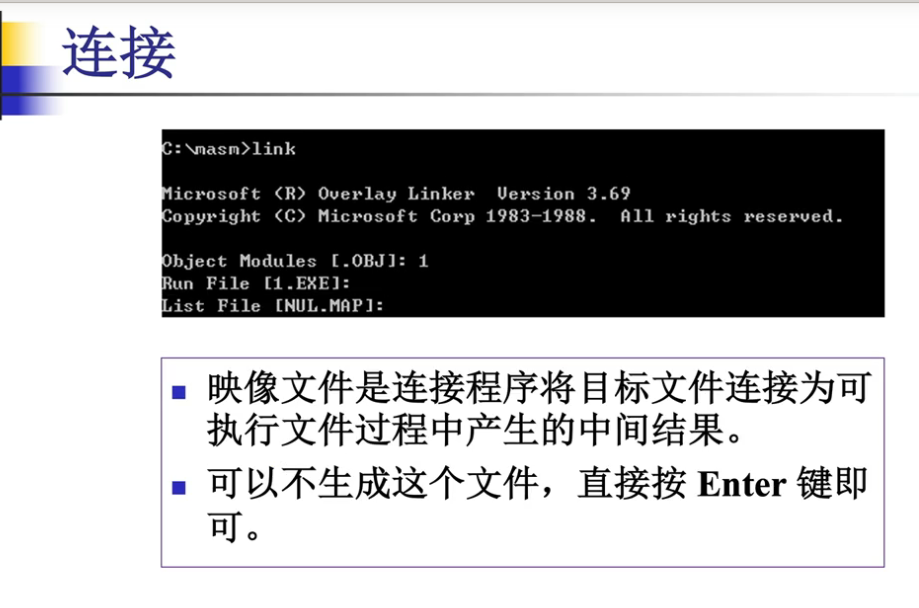 连接
C:\masm>link
Microsoft (R) Overlay Linker  Version 3.69
Copyright (C) Microsoft Corp 1983-1988.  All rights reserved.
Object Modules [.OBJ]: 1
Run File [1.EXE]:
List File [NUL.MAP]:
映像文件是连接程序将目标文件连接为可
执行文件过程中产生的中间结果。
可以不生成这个文件，直接按 Enter 键即
可。